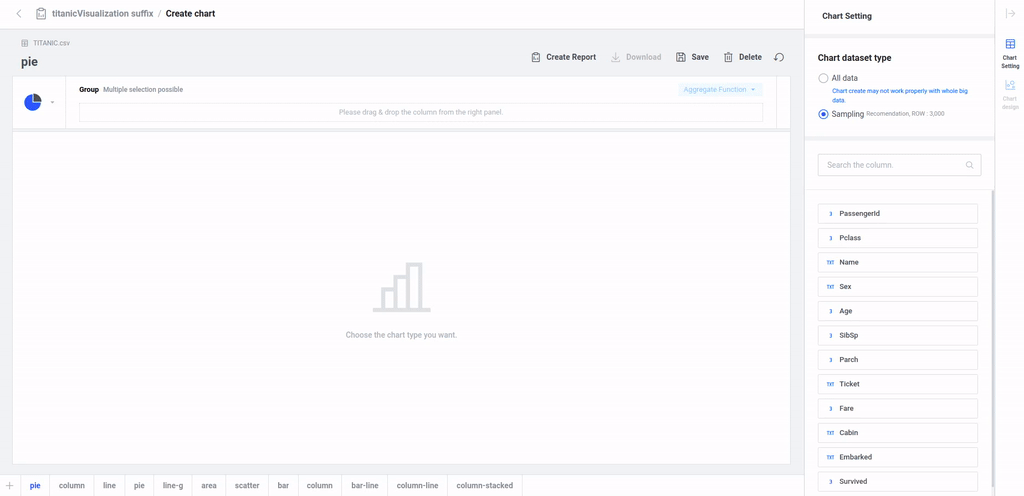 titanicVisualization suffix / Create chart
Chart Setting
TITANIC.csv
pie
Create Report
Download
Save
Delete
Group Multiple selection possible
Aggregate Function
Please drag & drop the column from the right panel.
Choose the chart type you want.
pie
column
line
pie
line-g
area
scatter
bar
column
bar-line
column-line
column-stacked
Chart dataset type
All data
Chart create may not work properly with whole big
data.
Sampling Recomendation, ROW : 3,000
Search the column.
3 PassengerId
3 Pclass
TXT Name
TXT Sex
3 Age
3 SibSp
3 Parch
TXT Ticket
3 Fare
TXT Cabin
TXT Embarked
3 Survived
Chart
Setting
Chart
design